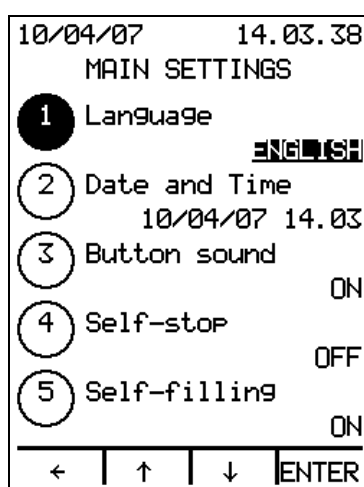 10/04/07 14.03.38
MAIN SETTINGS
1 Language
ENGLISH
2 Date and Time
10/04/07 14.03
3 Button sound
ON
4 Self-stop
OFF
5 Self-filling
ON
← ↑ ↓ ENTER